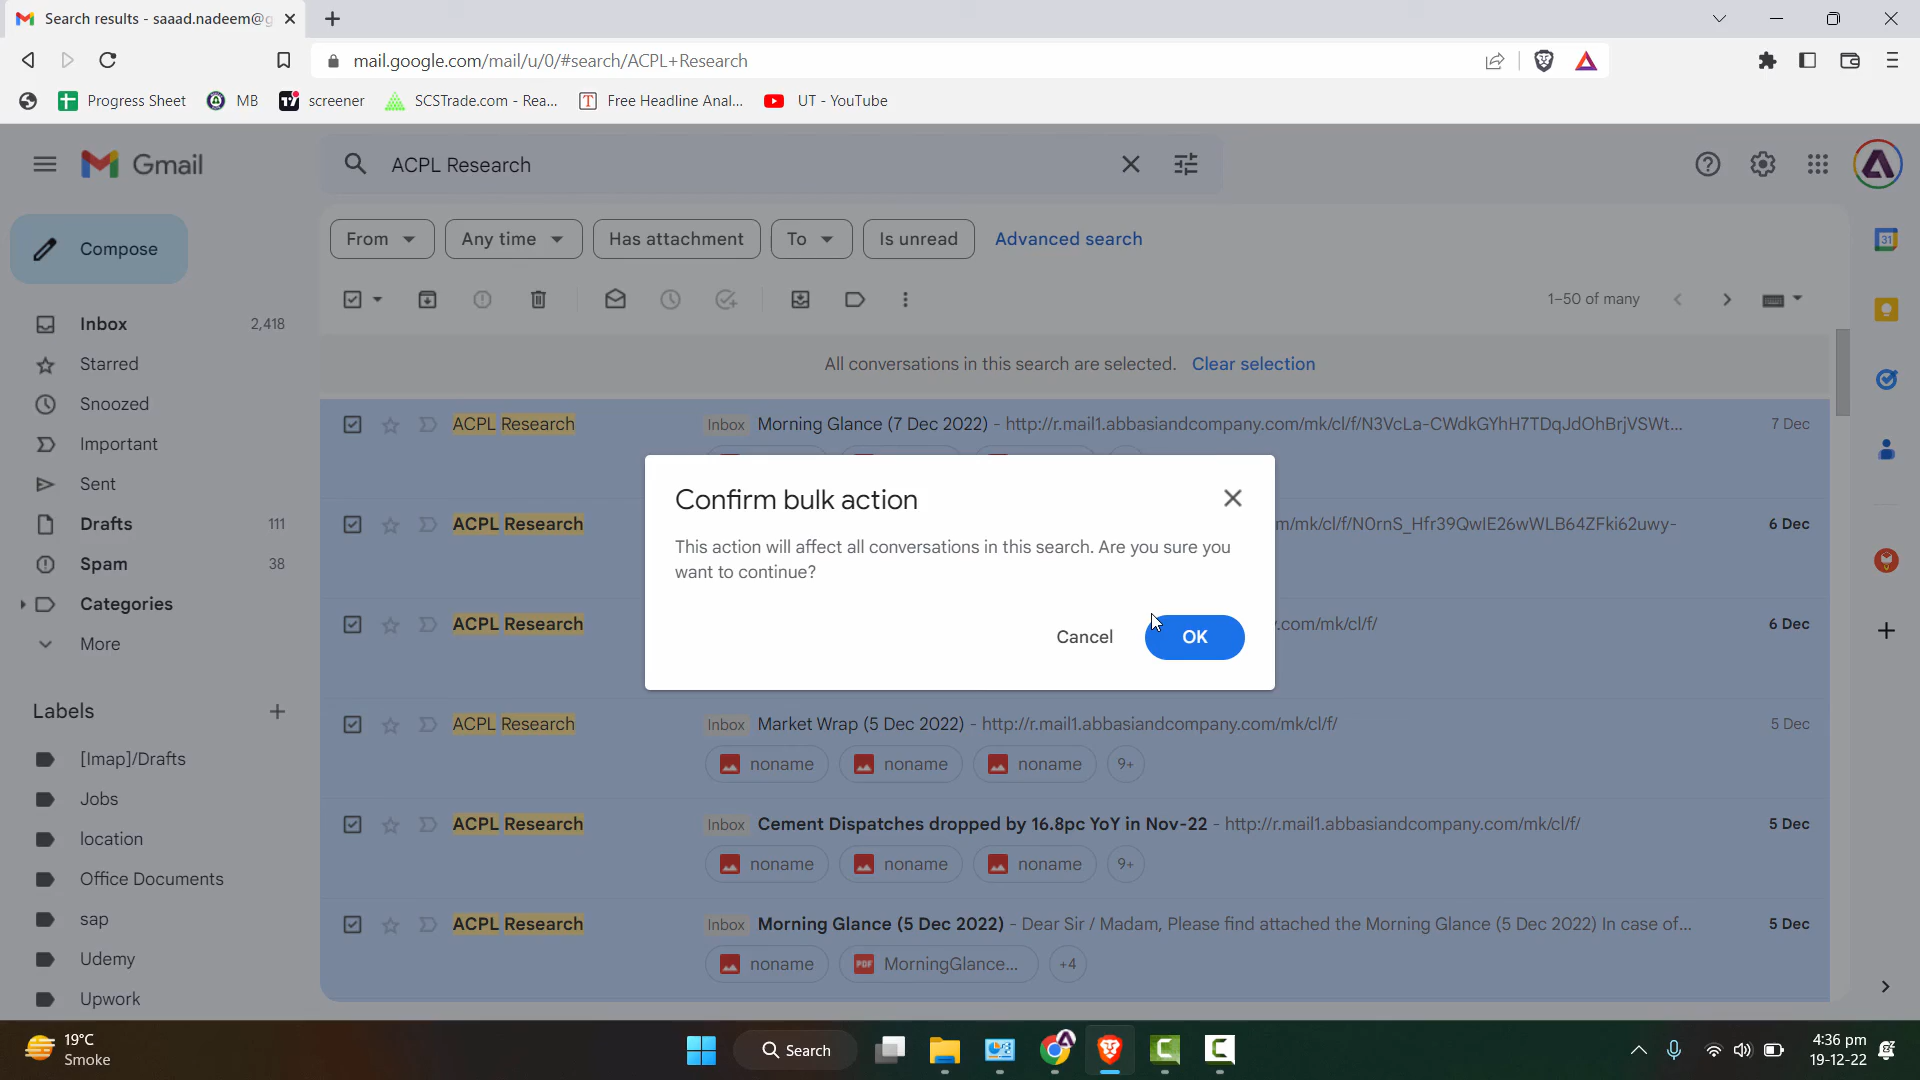 Search results - saaad.nadeem@g
mail.google.com/mail/u/0/#search/ACPL+Research
Progress Sheet MB screener SCSTrade.com - Rea... Free Headline Anal... UT - YouTube
Gmail
ACPL Research
Compose
From Any time Has attachment To Is unread Advanced search
1–50 of many
All conversations in this search are selected. Clear selection
Inbox 2,418
Starred
Snoozed
Important
Sent
Drafts 111
Spam 38
Categories
More
Labels
[Imap]/Drafts
Jobs
location
Office Documents
sap
Udemy
Upwork
ACPL Research Inbox Morning Glance (7 Dec 2022) - http://r.mail1.abbasiandcompany.com/mk/cl/f/N3VcLa-CWdkGYhH7TDqJdOhBrjVSWt... 7 Dec
ACPL Research m/mk/cl/f/N0rnS_Hfr39QwIE26wWLB64ZFki62uwy- 6 Dec
ACPL Research .com/mk/cl/f/ 6 Dec
Confirm bulk action
This action will affect all conversations in this search. Are you sure you
want to continue?
Cancel OK
ACPL Research Inbox Market Wrap (5 Dec 2022) - http://r.mail1.abbasiandcompany.com/mk/cl/f/ 5 Dec
noname noname noname 9+
ACPL Research Inbox Cement Dispatches dropped by 16.8pc YoY in Nov-22 - http://r.mail1.abbasiandcompany.com/mk/cl/f/ 5 Dec
noname noname noname 9+
ACPL Research Inbox Morning Glance (5 Dec 2022) - Dear Sir / Madam, Please find attached the Morning Glance (5 Dec 2022) In case of... 5 Dec
noname PDF MorningGlance... +4
19°C
Smoke
Search
4:36 pm
19-12-22